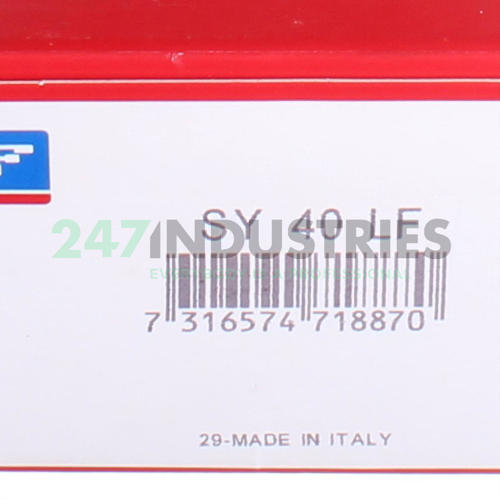 SY 40 LF
247INDUSTRIES
7 316574 718870
29-MADE IN ITALY